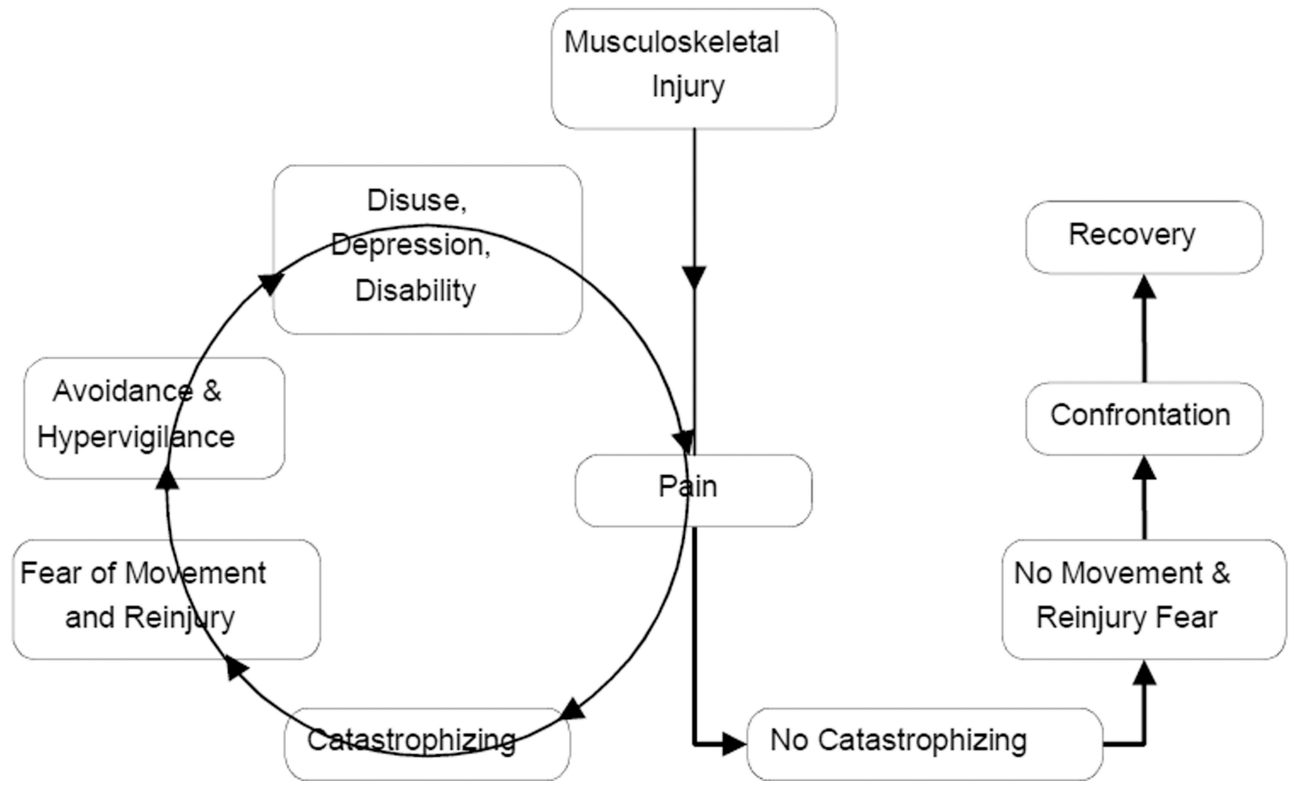 Musculoskeletal
Injury
Disuse,
Depression,
Disability
Recovery
Avoidance &
Hypervigilance
Confrontation
Pain
Fear of Movement
and Reinjury
No Movement &
Reinjury Fear
Catastrophizing
No Catastrophizing